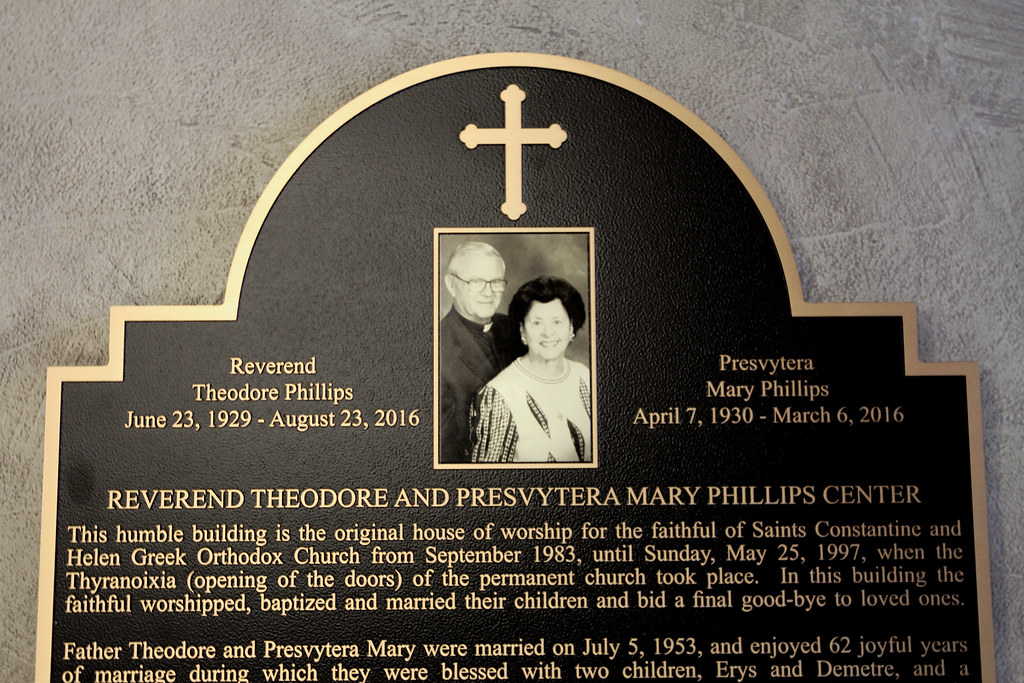 Reverend
Theodore Phillips
June 23, 1929 - August 23, 2016
Presvytera
Mary Phillips
April 7, 1930 - March 6, 2016
REVEREND THEODORE AND PRESVYTERA MARY PHILLIPS CENTER
This humble building is the original house of worship for the faithful of Saints Constantine and
Helen Greek Orthodox Church from September 1983, until Sunday, May 25, 1997, when the
Thyranoixia (opening of the doors) of the permanent church took place. In this building the
faithful worshipped, baptized and married their children and bid a final good-bye to loved ones.
Father Theodore and Presvytera Mary were married on July 5, 1953, and enjoyed 62 joyful years
of marriage during which they were blessed with two children, Erys and Demetre, and a